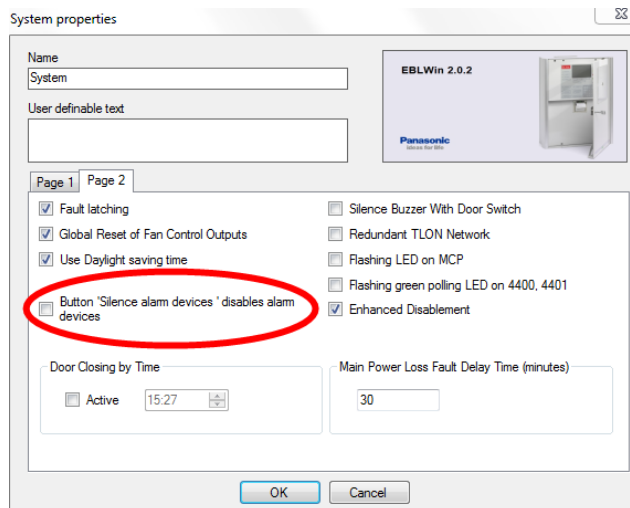 System properties
Name
System
EBLWin 2.0.2
User definable text
Panasonic
ideas for life
Page 1
Page 2
Fault latching
Global Reset of Fan Control Outputs
Use Daylight saving time
Button 'Silence alarm devices ' disables alarm
devices
Silence Buzzer With Door Switch
Redundant TLON Network
Flashing LED on MCP
Flashing green polling LED on 4400, 4401
Enhanced Disablement
Door Closing by Time
Active
15:27
Main Power Loss Fault Delay Time (minutes)
30
OK
Cancel